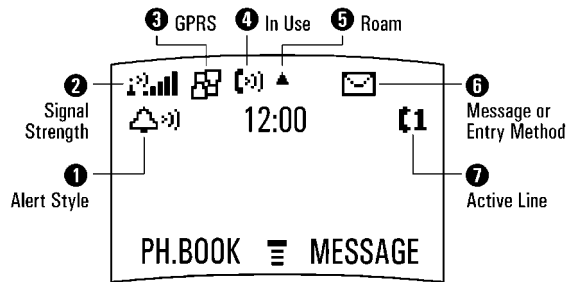 3 GPRS 4 In Use 5 Roam
2
Signal
Strength
6
Message or
Entry Method
12:00
1
1
Alert Style
7
Active Line
PH.BOOK MESSAGE